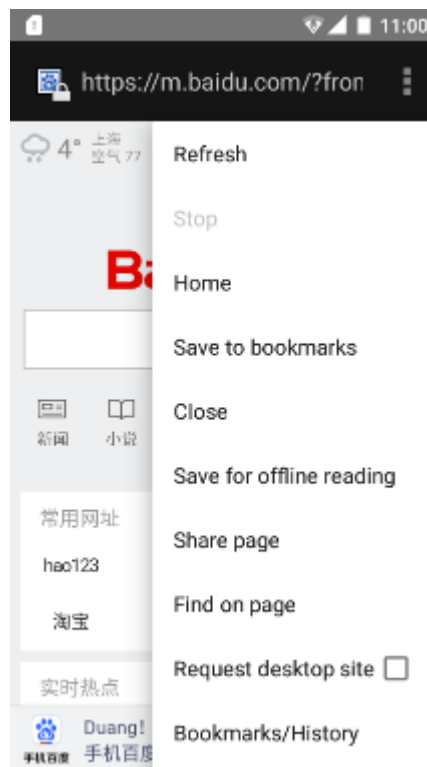 11:00
https://m.baidu.com/?fron
4° 上海
空气 77
Refresh
Stop
Ba
Home
Save to bookmarks
新闻 小说
Close
Save for offline reading
常用网址
Share page
hao123
Find on page
淘宝
Request desktop site
实时热点
Duang!
Bookmarks/History
手机百度 手机百度